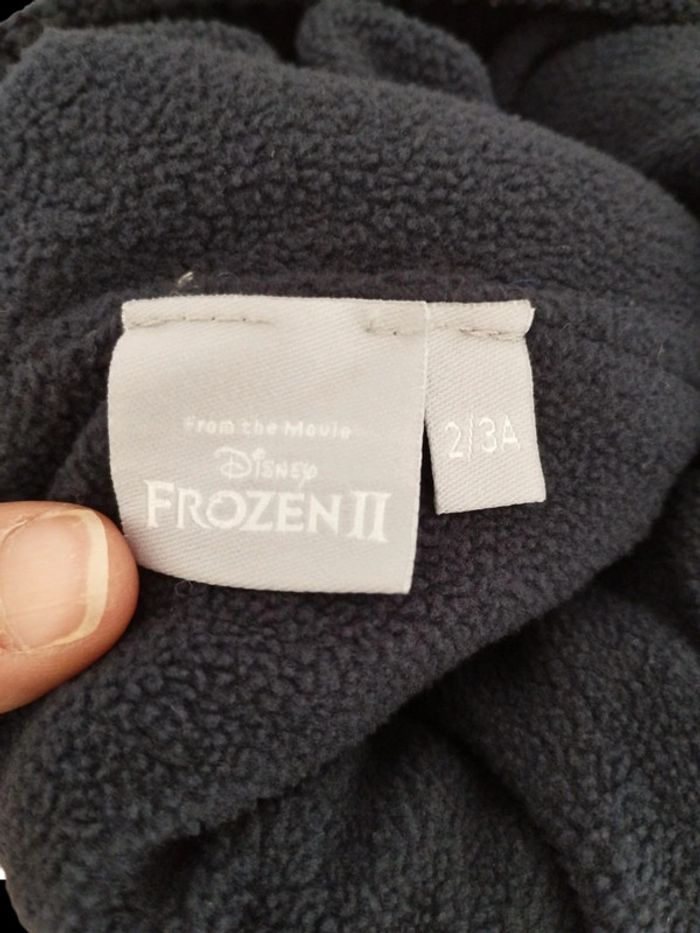 From the Movie
Disney
FROZEN II
2/3A